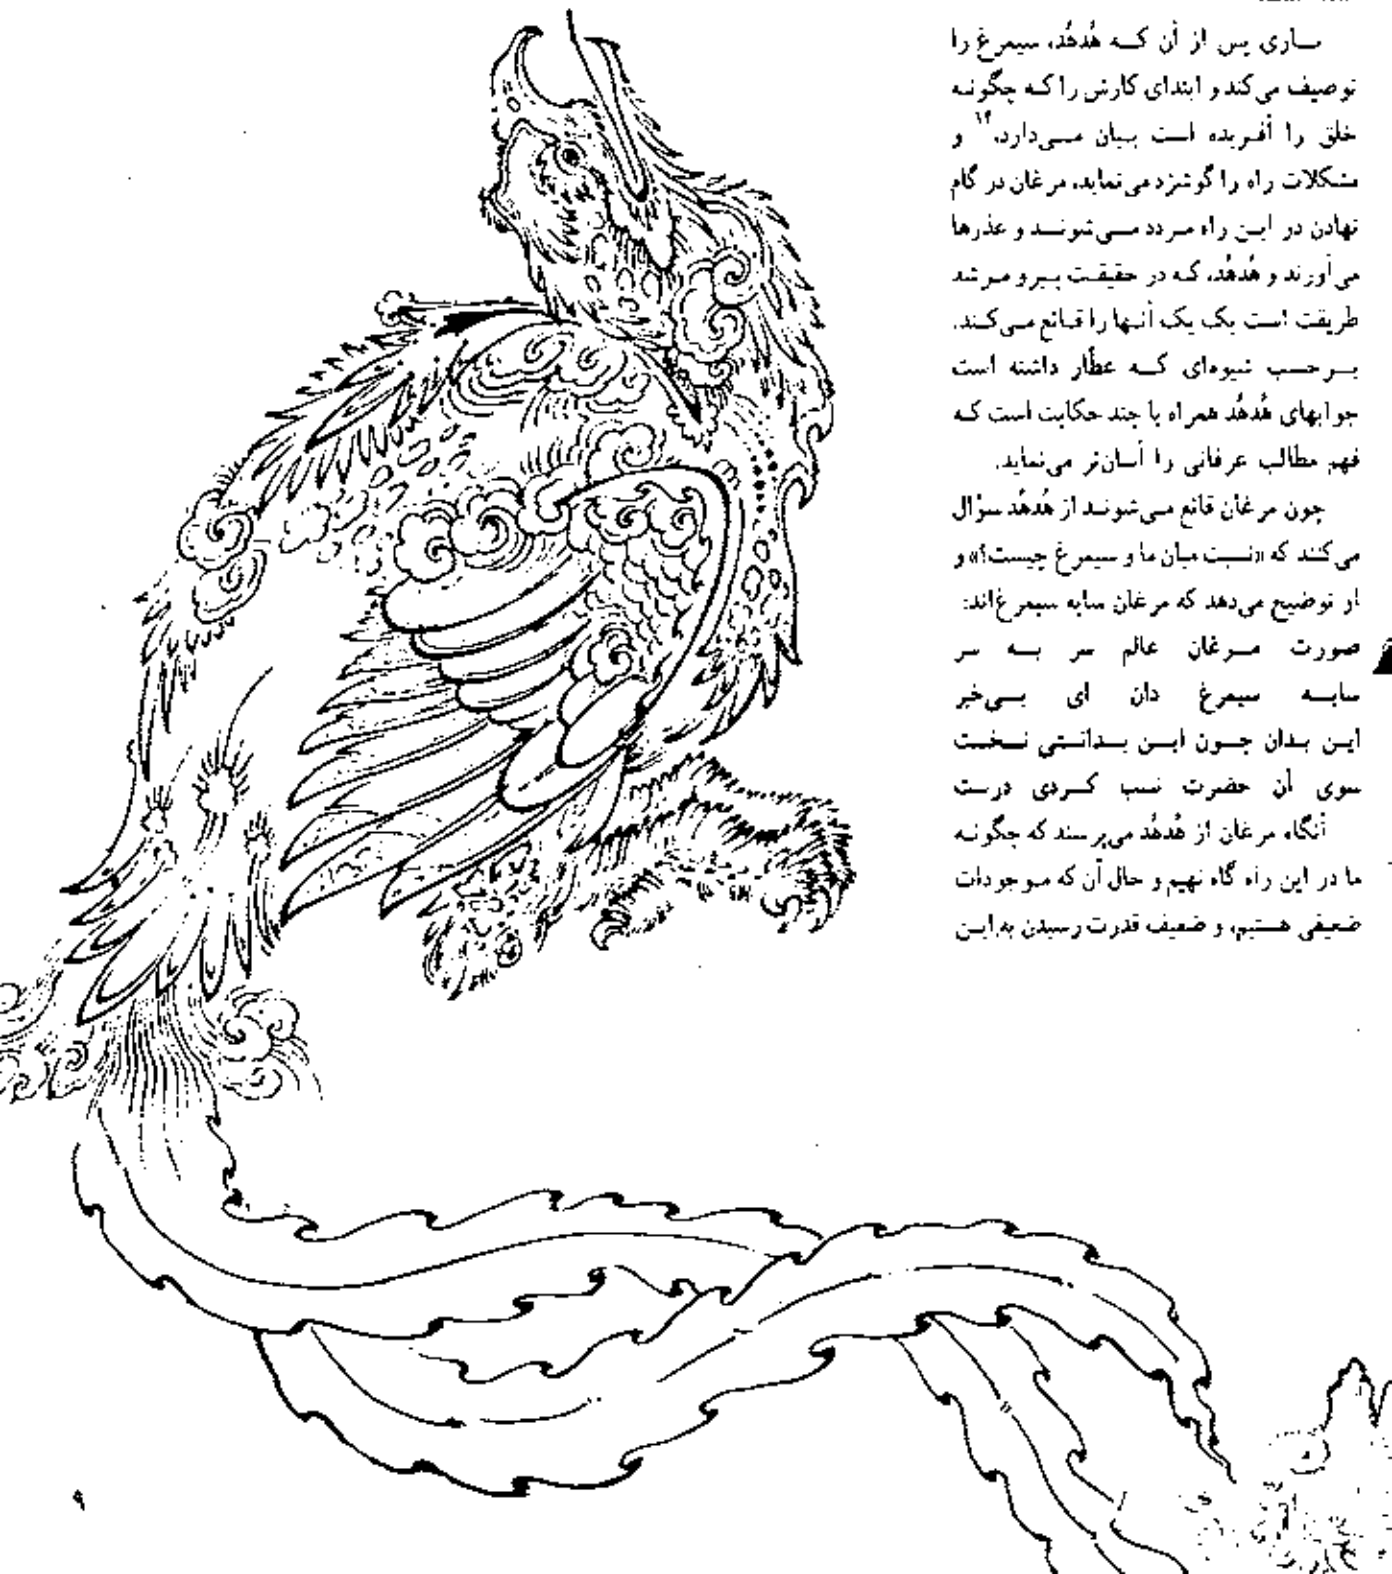 ساری پس از آن که هُدهُد، سیمرغ را
توصیف می‌کند و ابتدای کارش را که چگونه
خلق را آفریده است بیان می‌دارد،۱۴ و
مشکلات راه را گوشزد می‌نماید، مرغان در گام
نهادن در این راه مردد می‌شوند و عذرها
می‌آورند و هُدهُد، که در حقیقت پیر و مرشد
طریقت است یک یک آنها را قانع می‌کند.
برحسب شیوه‌ای که عطّار داشته است
جوابهای هُدهُد همراه با چند حکایت است که
فهم مطالب عرفانی را آسان‌تر می‌نماید.
چون مرغان قانع می‌شوند از هُدهُد سؤال
می‌کنند که «نسبت میان ما و سیمرغ چیست؟» و
او توضیح می‌دهد که مرغان سایه سیمرغ‌اند:
صورت مرغان عالم سر به سر
سایه سیمرغ دان ای بی‌خبر
این بدان چون این بدانستی نخست
سوی آن حضرت نسب کردی درست
آنگاه مرغان از هُدهُد می‌پرسند که چگونه
ما در این راه گاه نهیم و حال آن که موجودات
ضعیفی هستیم، و ضعیف قدرت رسیدن به این
۹